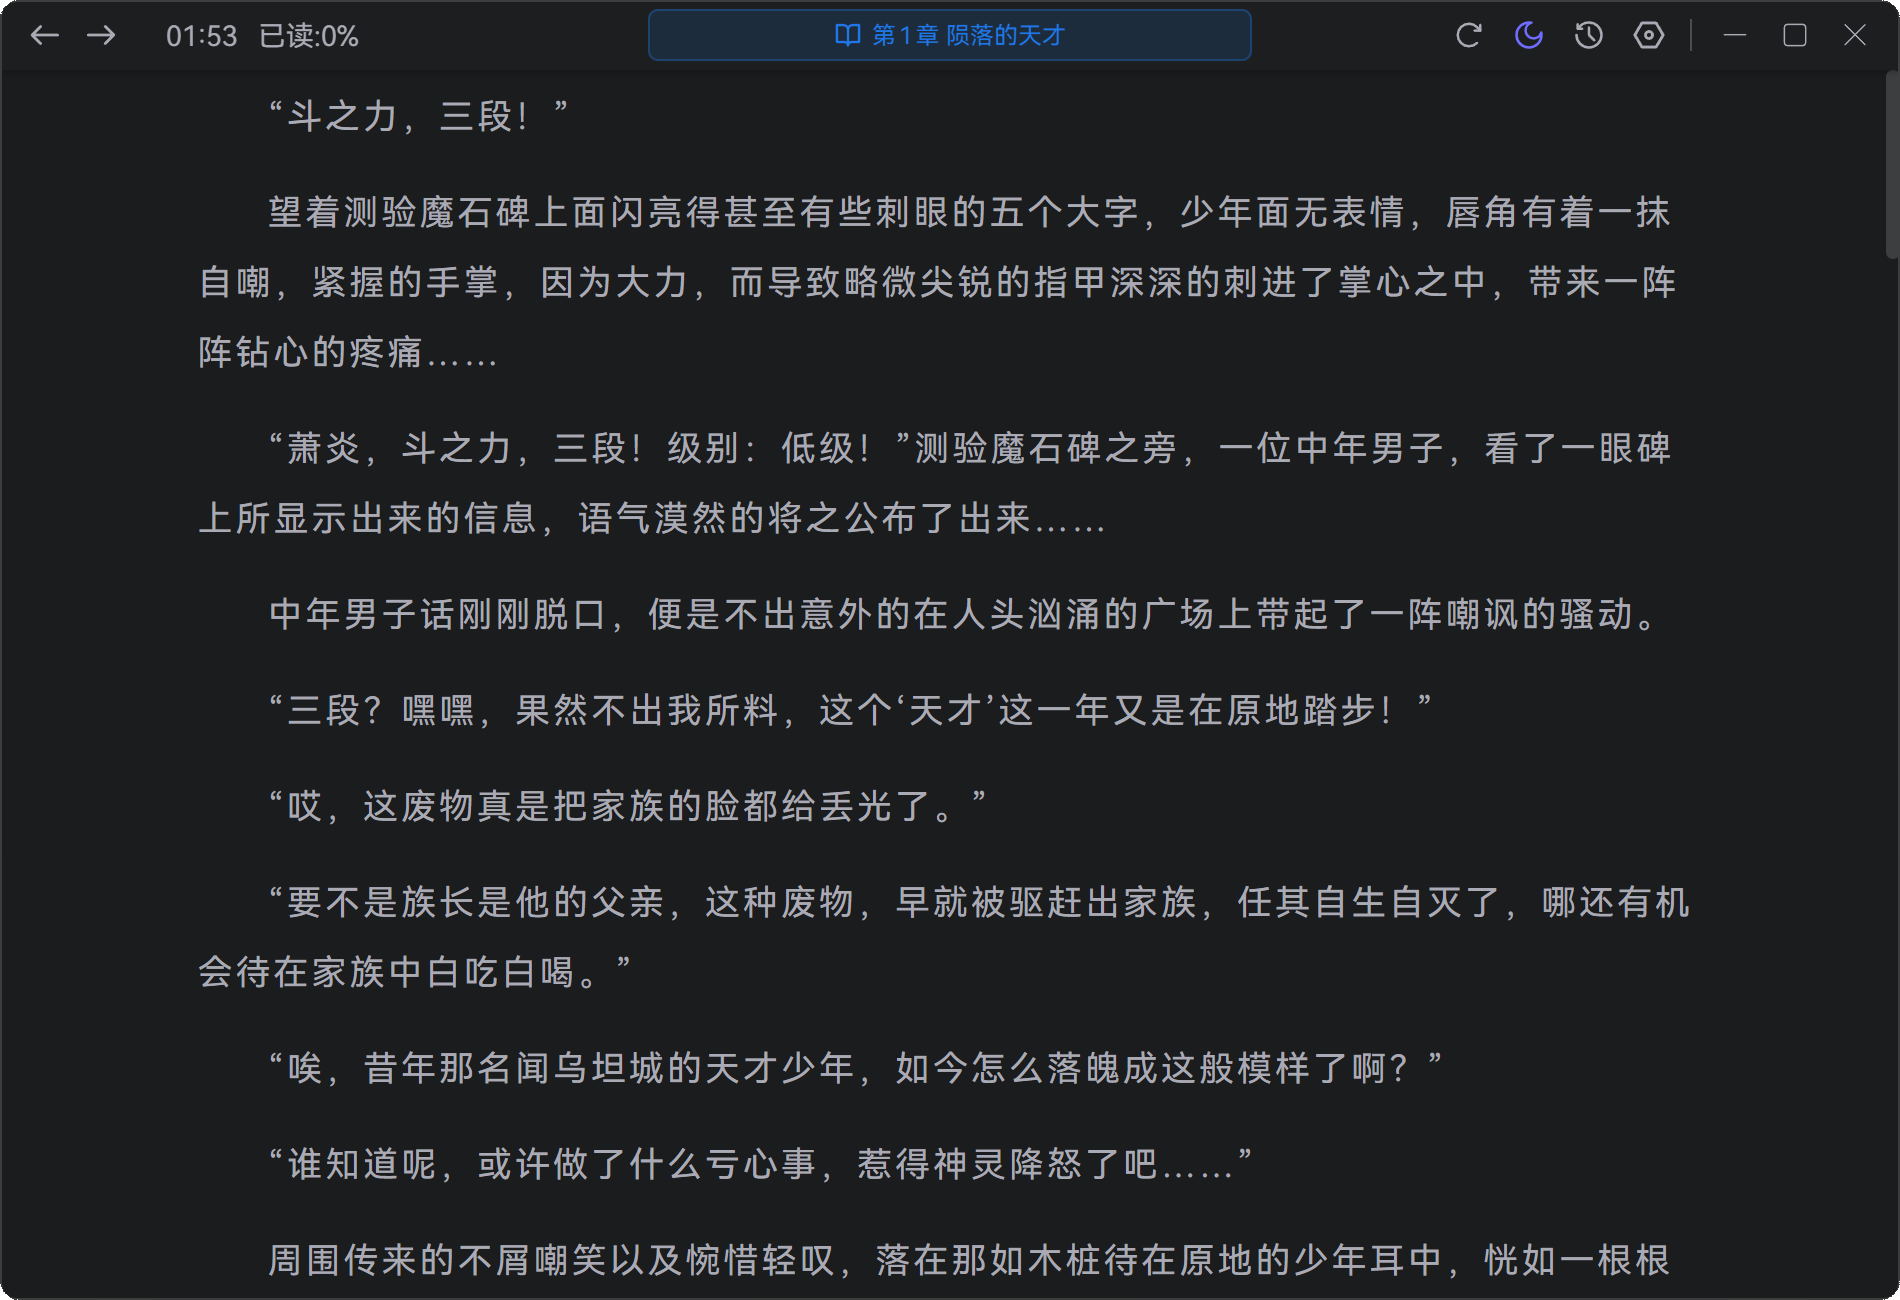 01:53 已读:0%
第1章 陨落的天才
“斗之力，三段！”
望着测验魔石碑上面闪亮得甚至有些刺眼的五个大字，少年面无表情，唇角有着一抹
自嘲，紧握的手掌，因为大力，而导致略微尖锐的指甲深深的刺进了掌心之中，带来一阵
阵钻心的疼痛……
“萧炎，斗之力，三段！级别：低级！”测验魔石碑之旁，一位中年男子，看了一眼碑
上所显示出来的信息，语气漠然的将之公布了出来……
中年男子话刚刚脱口，便是不出意外的在人头汹涌的广场上带起了一阵嘲讽的骚动。
“三段？嘿嘿，果然不出我所料，这个‘天才’这一年又是在原地踏步！”
“哎，这废物真是把家族的脸都给丢光了。”
“要不是族长是他的父亲，这种废物，早就被驱赶出家族，任其自生自灭了，哪还有机
会待在家族中白吃白喝。”
“唉，昔年那名闻乌坦城的天才少年，如今怎么落魄成这般模样了啊？”
“谁知道呢，或许做了什么亏心事，惹得神灵降怒了吧……”
周围传来的不屑嘲笑以及惋惜轻叹，落在那如木桩待在原地的少年耳中，恍如一根根